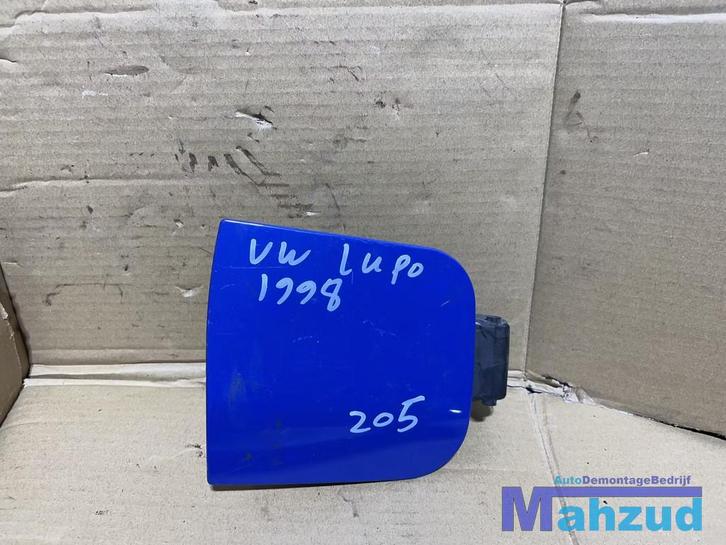 VW Lupo
1998
205
AutoDemontageBedrijf
Mahzud